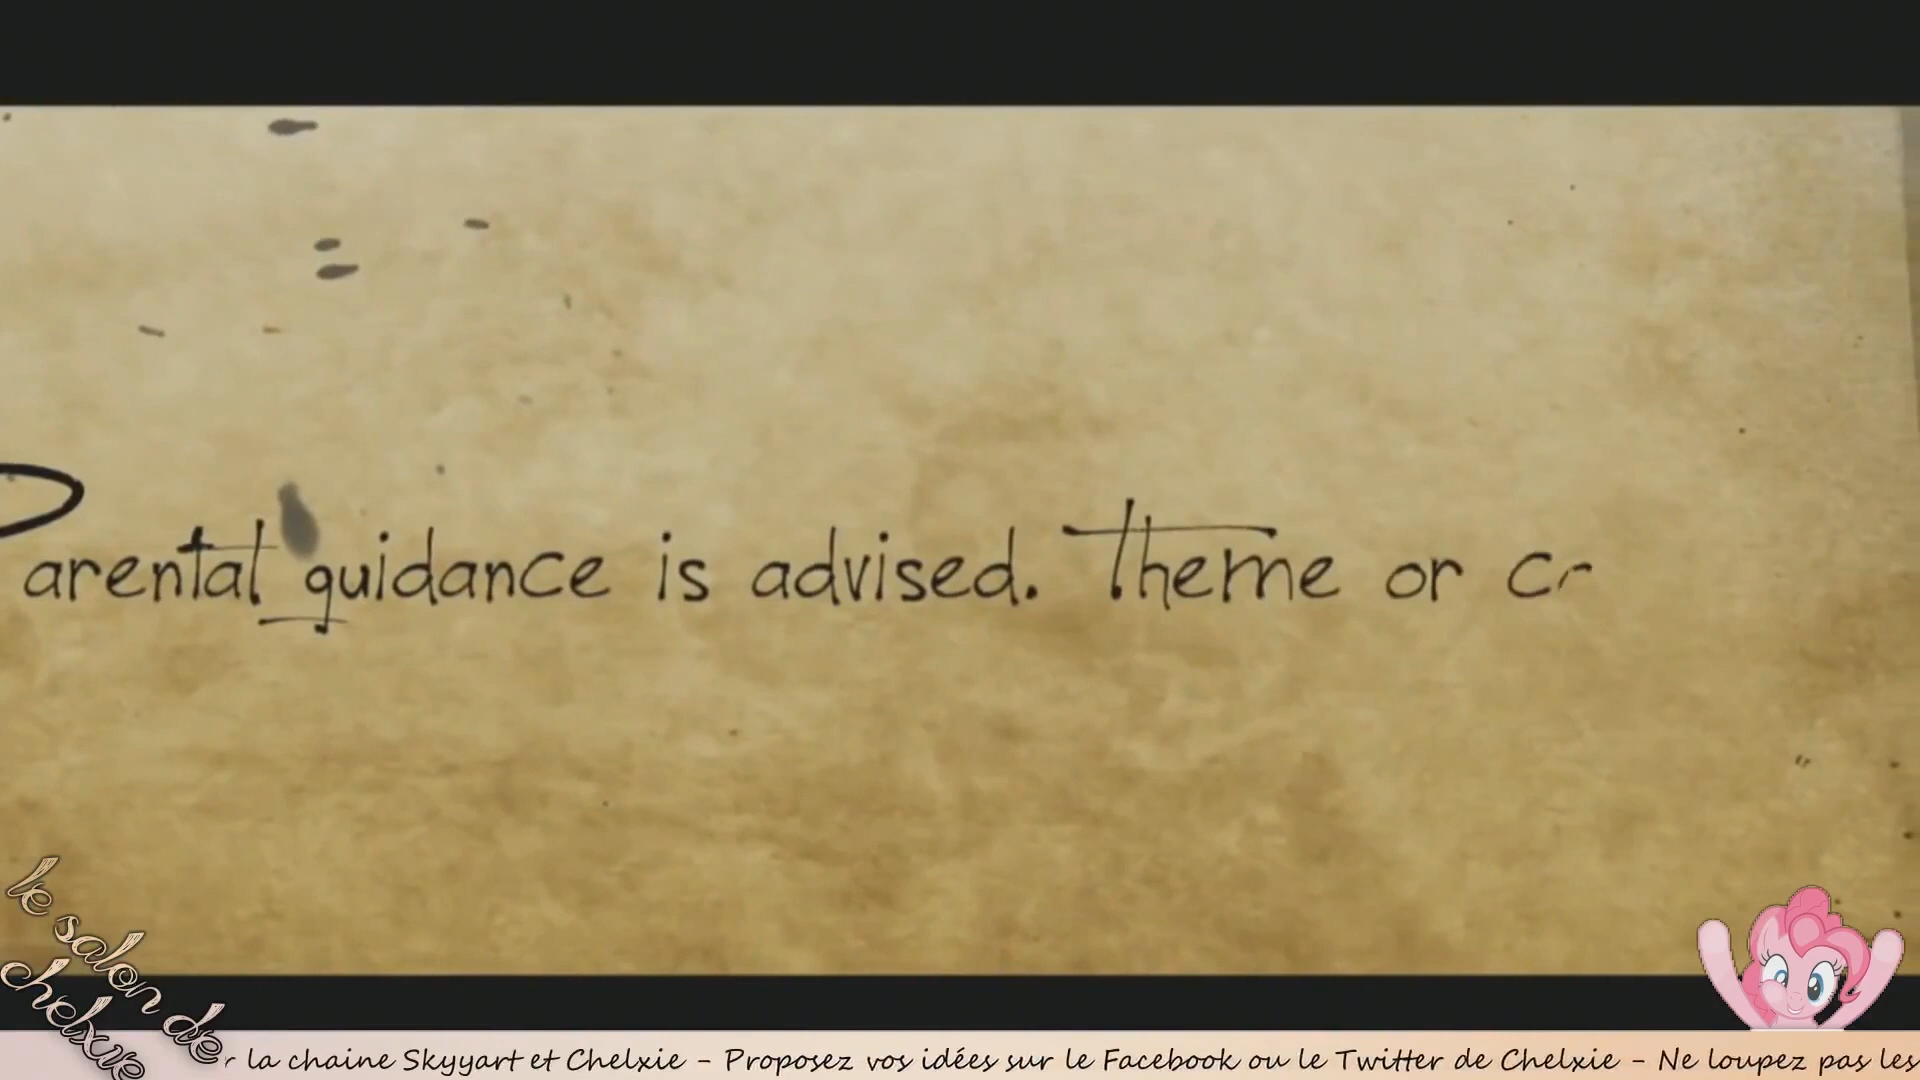 Parental guidance is advised. Theme or c
le salon de
chelxie
r la chaine Skyyart et Chelxie - Proposez vos idées sur le Facebook ou le Twitter de Chelxie - Ne loupez pas les